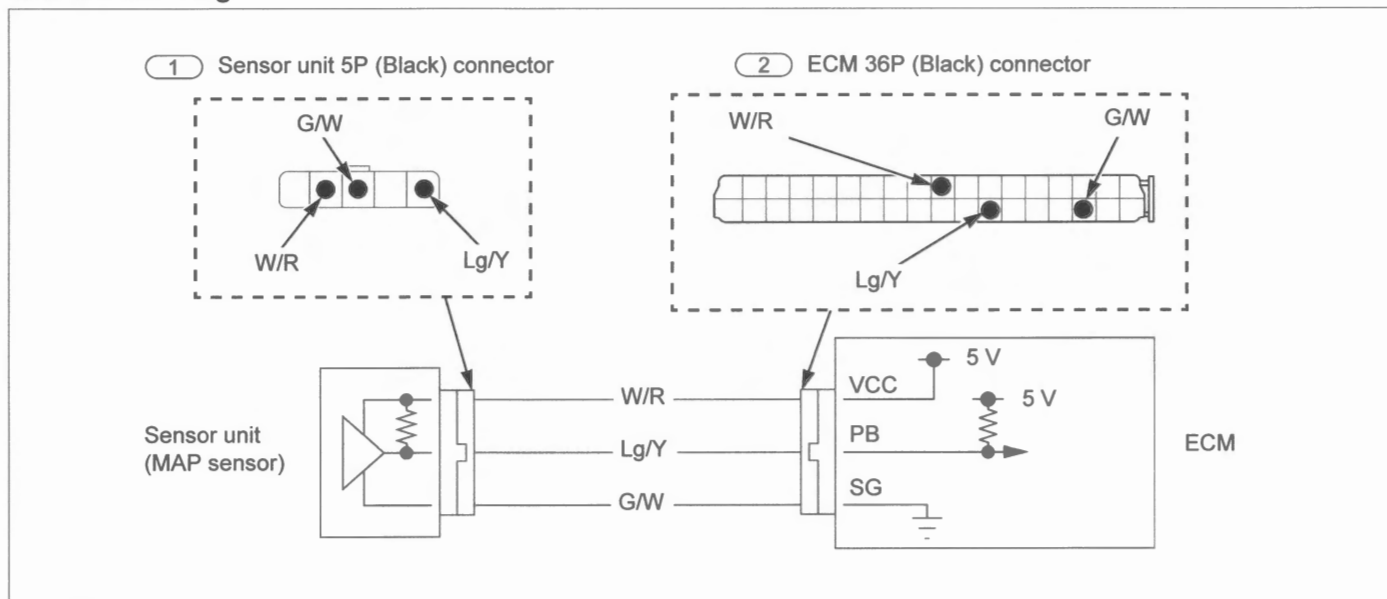 1 Sensor unit 5P (Black) connector
2 ECM 36P (Black) connector
G/W
W/R
Lg/Y
W/R
G/W
Lg/Y
Sensor unit
(MAP sensor)
W/R
Lg/Y
G/W
VCC
5 V
PB
5 V
SG
ECM